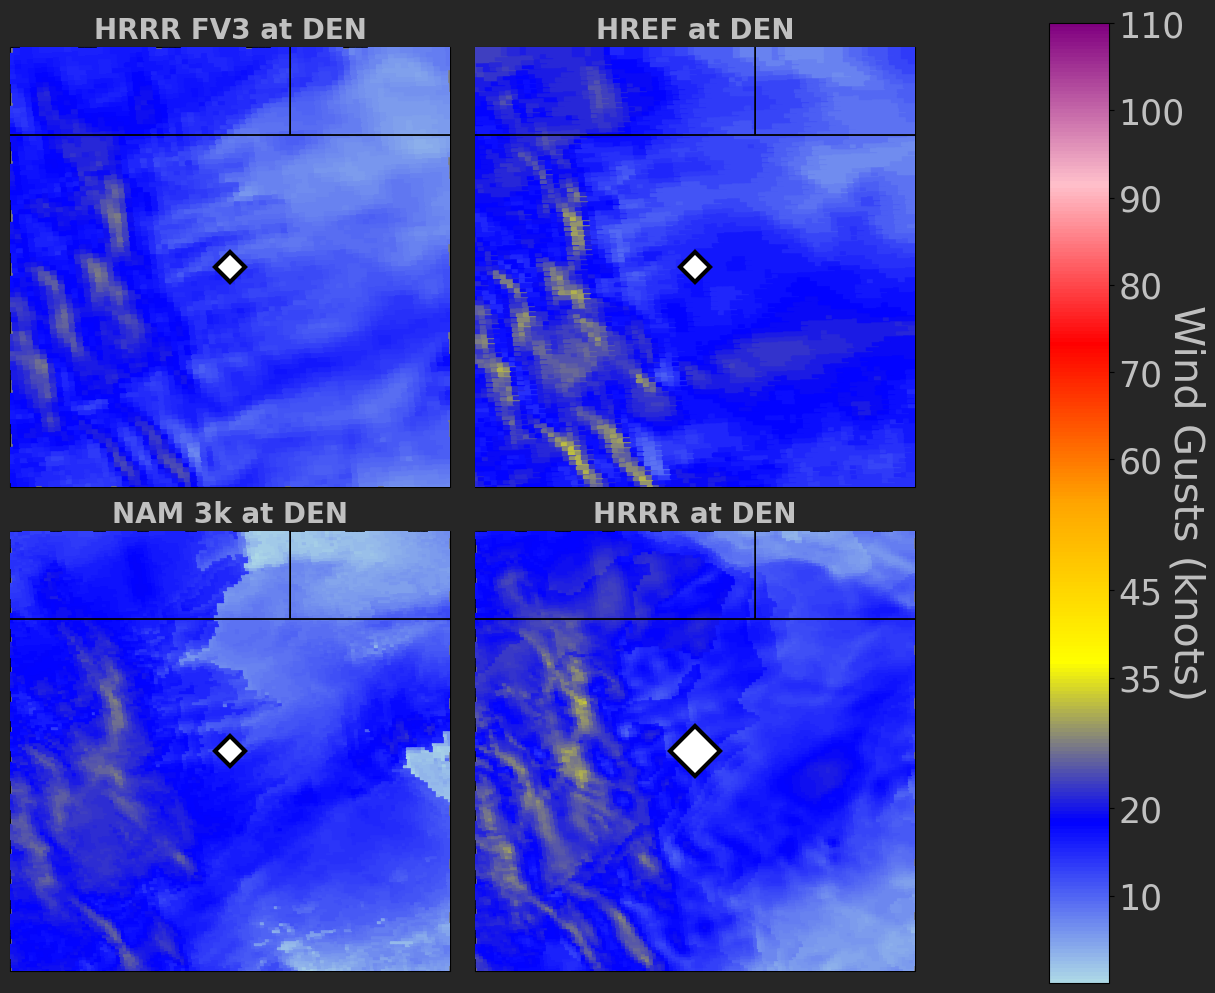 HRRR FV3 at DEN
HREF at DEN
NAM 3k at DEN
HRRR at DEN
110
100
90
80
70
60
45
35
20
10
Wind Gusts (knots)